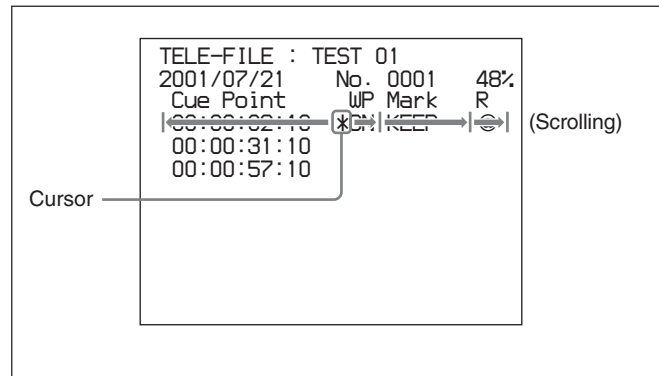 TELE-FILE : TEST 01
2001/07/21 No. 0001 48%
Cue Point WP Mark R
* (Scrolling)
00:00:31:10
00:00:57:10
Cursor